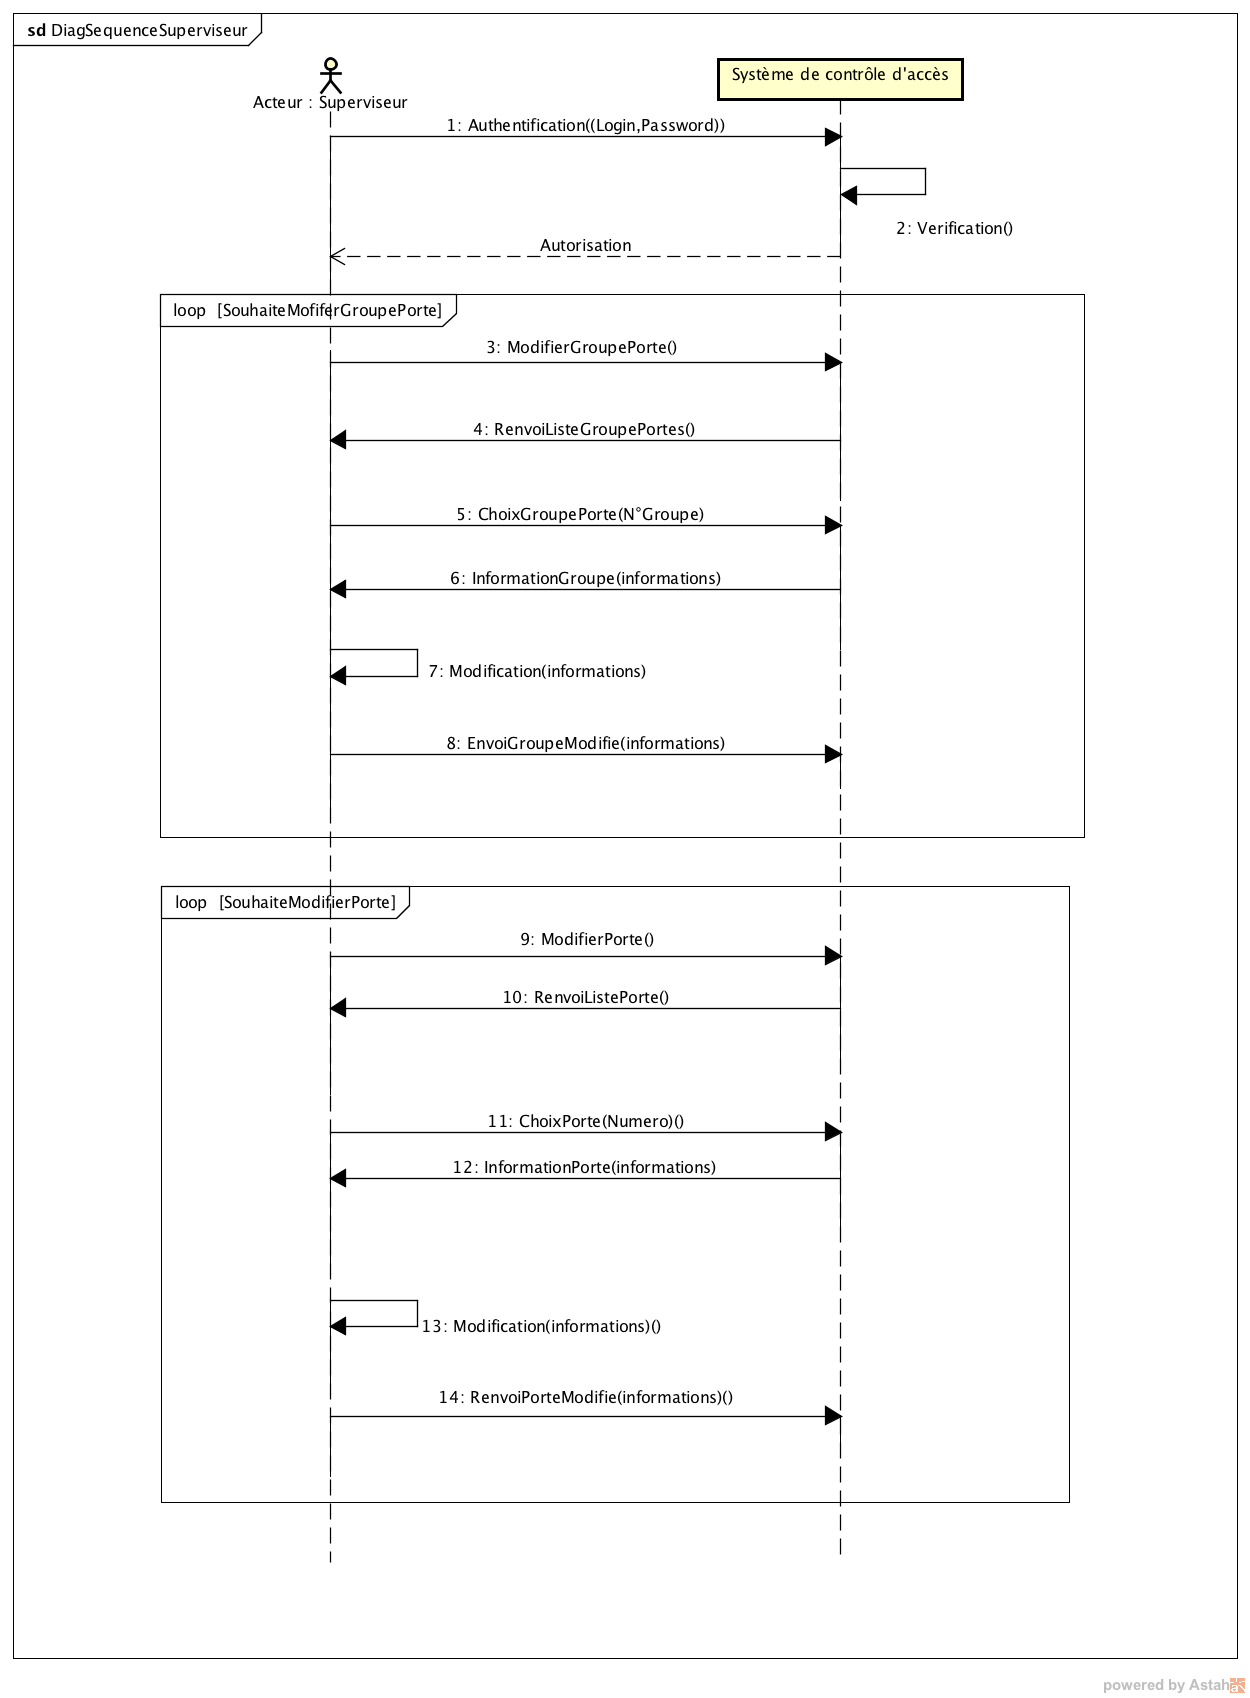 sd DiagSequenceSuperviseur
Système de contrôle d'accès
Acteur : Superviseur
1: Authentification((Login,Password))
2: Verification()
Autorisation
loop [SouhaiteMofiferGroupePorte]
3: ModifierGroupePorte()
4: RenvoiListeGroupePortes()
5: ChoixGroupePorte(N°Groupe)
6: InformationGroupe(informations)
7: Modification(informations)
8: EnvoiGroupeModifie(informations)
loop [SouhaiteModifierPorte]
9: ModifierPorte()
10: RenvoiListePorte()
11: ChoixPorte(Numero)()
12: InformationPorte(informations)
13: Modification(informations)()
14: RenvoiPorteModifie(informations)()
powered by Astah